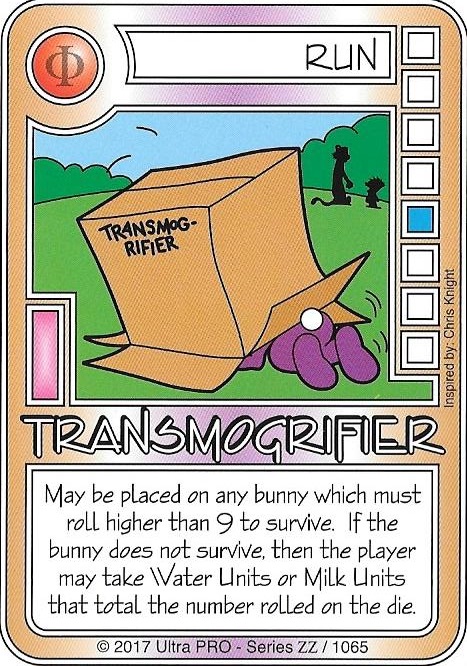 Φ
RUN
TRANSMOG-
RIFIER
Inspired by: Chris Knight
TRANSMOGRIFIER
May be placed on any bunny which must
roll higher than 9 to survive. If the
bunny does not survive, then the player
may take Water Units or Milk Units
that total the number rolled on the die.
© 2017 Ultra PRO - Series ZZ / 1065